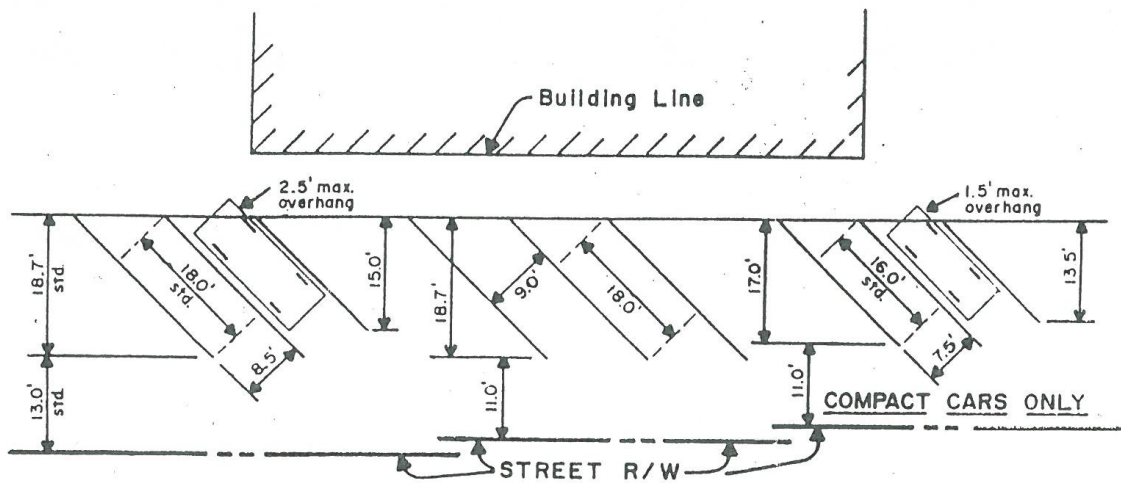 Building Line
2.5' max.
overhang
1.5' max.
overhang
18.7'
std.
18.0'
std.
15.0'
18.7'
9.0'
18.0'
17.0'
16.0'
std.
13.5'
8.5'
7.5'
13.0'
std.
11.0'
11.0'
COMPACT CARS ONLY
STREET R/W